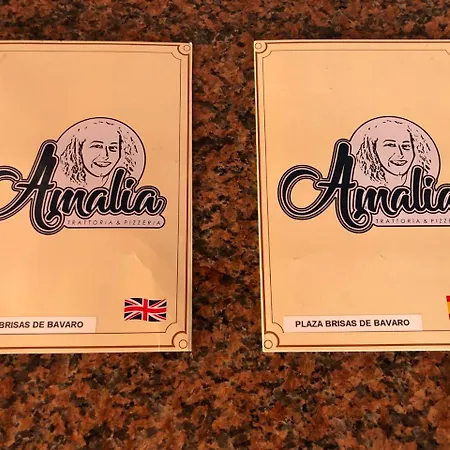 Amalia
TRATTORIA & PIZZERIA
BRISAS DE BAVARO
Amalia
TRATTORIA & PIZZERIA
PLAZA BRISAS DE BAVARO